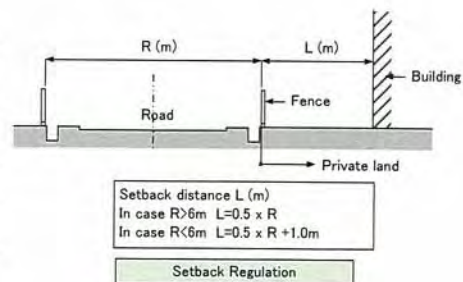 R (m)
L (m)
Building
Fence
Road
Private land
Setback distance L (m)
In case R>6m L=0.5 x R
In case R<6m L=0.5 x R +1.0m
Setback Regulation